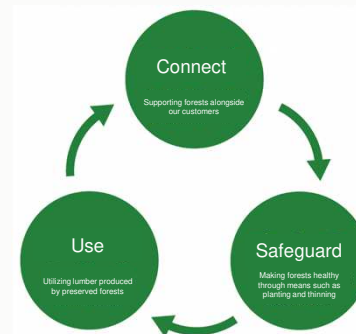 Connect
Supporting forests alongside
our customers
Safeguard
Making forests healthy
through means such as
planting and thinning
Use
Utilizing lumber produced
by preserved forests